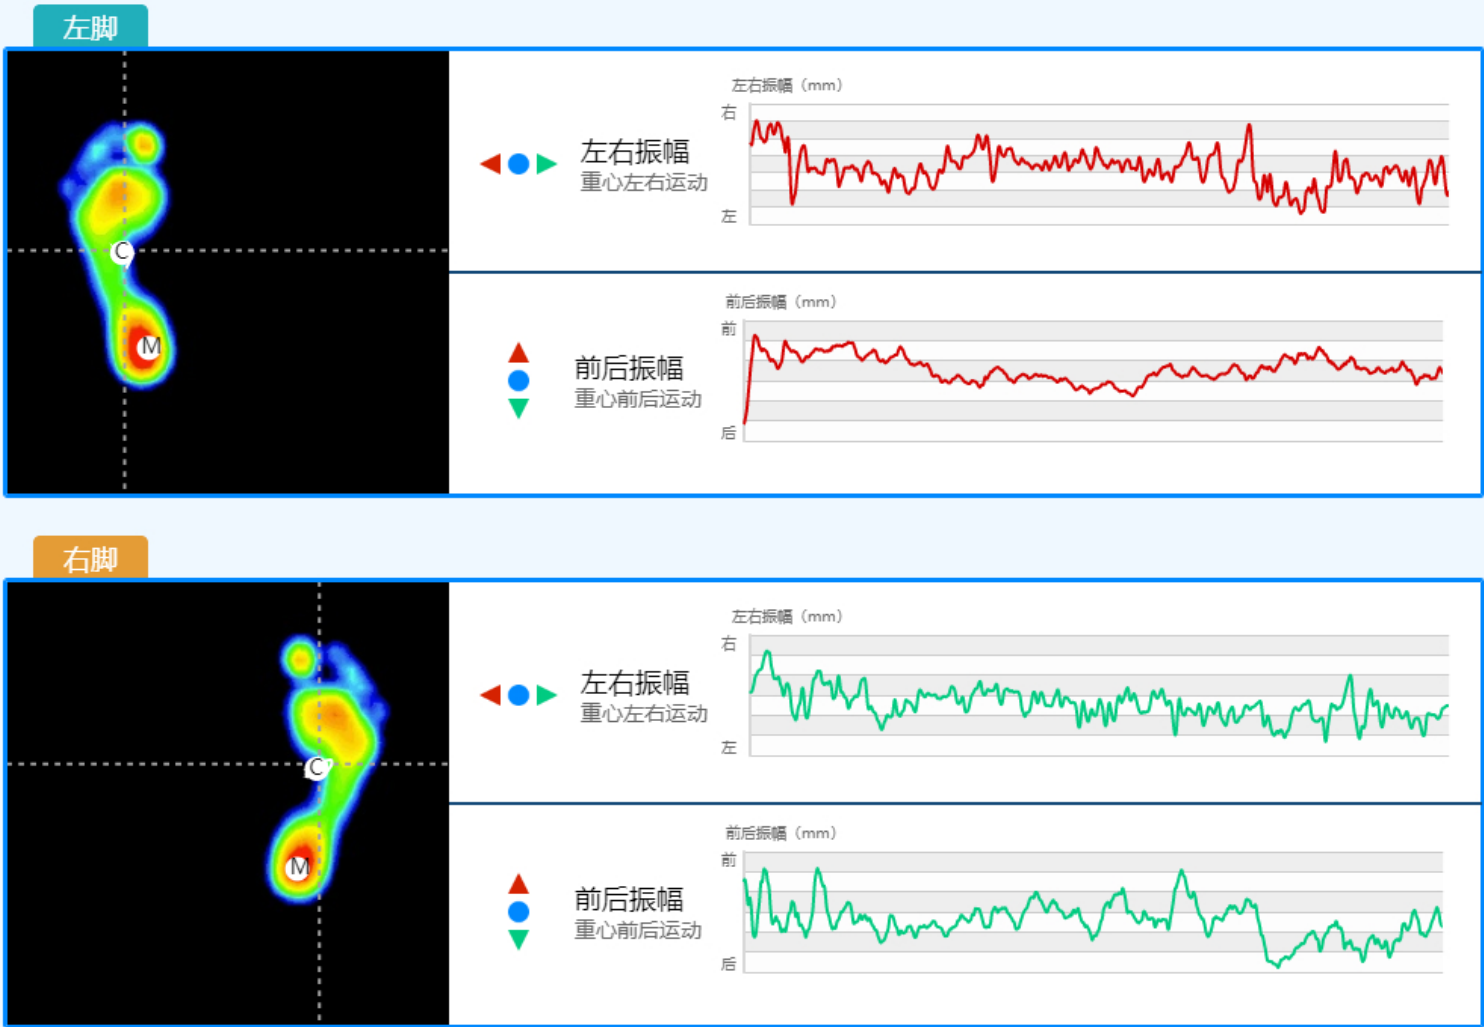 左脚
左右振幅（mm）
右
左右振幅
重心左右运动
左
C
M
前后振幅（mm）
前
前后振幅
重心前后运动
后
右脚
左右振幅（mm）
右
左右振幅
重心左右运动
左
C
M
前后振幅（mm）
前
前后振幅
重心前后运动
后